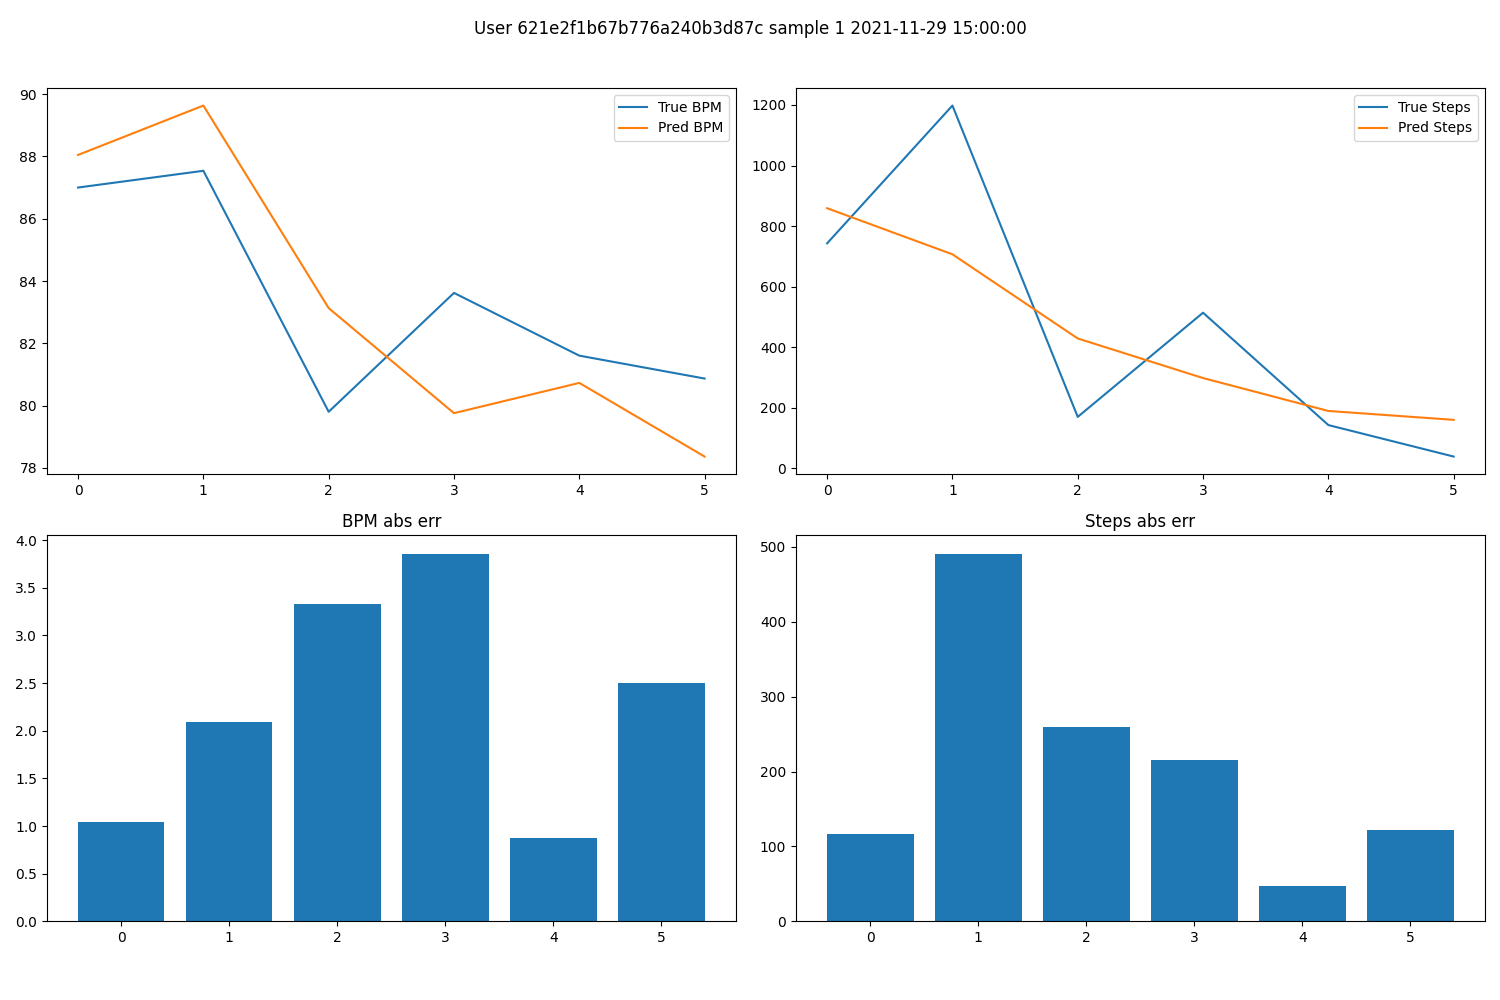 User 621e2f1b67b776a240b3d87c sample 1 2021-11-29 15:00:00
90
88
86
84
82
80
78
0 1 2 3 4 5
True BPM
Pred BPM
1200
1000
800
600
400
200
0
0 1 2 3 4 5
True Steps
Pred Steps
BPM abs err
4.0
3.5
3.0
2.5
2.0
1.5
1.0
0.5
0.0
0 1 2 3 4 5
Steps abs err
500
400
300
200
100
0
0 1 2 3 4 5